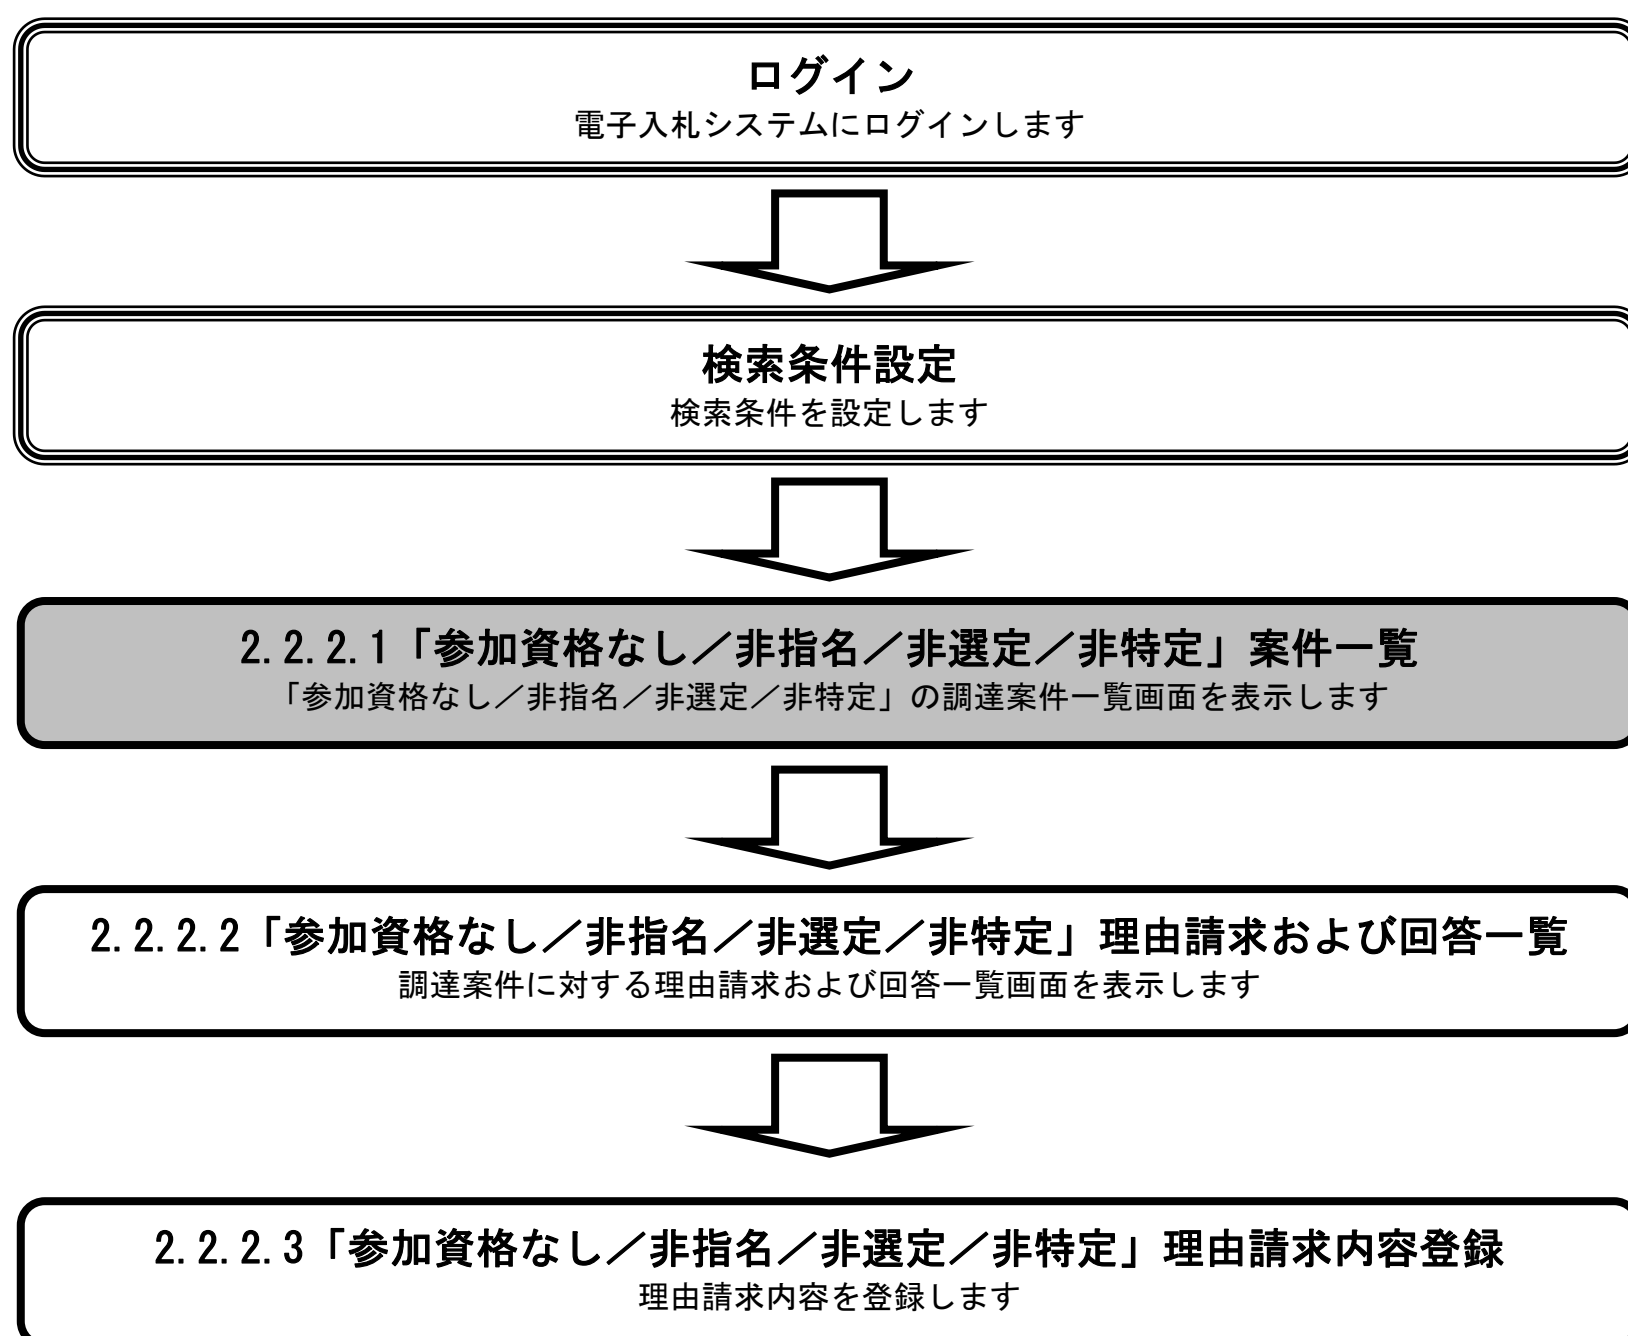 ログイン
電子入札システムにログインします
検索条件設定
検索条件を設定します
2.2.2.1「参加資格なし／非指名／非選定／非特定」案件一覧
「参加資格なし／非指名／非選定／非特定」の調達案件一覧画面を表示します
2.2.2.2「参加資格なし／非指名／非選定／非特定」理由請求および回答一覧
調達案件に対する理由請求および回答一覧画面を表示します
2.2.2.3「参加資格なし／非指名／非選定／非特定」理由請求内容登録
理由請求内容を登録します